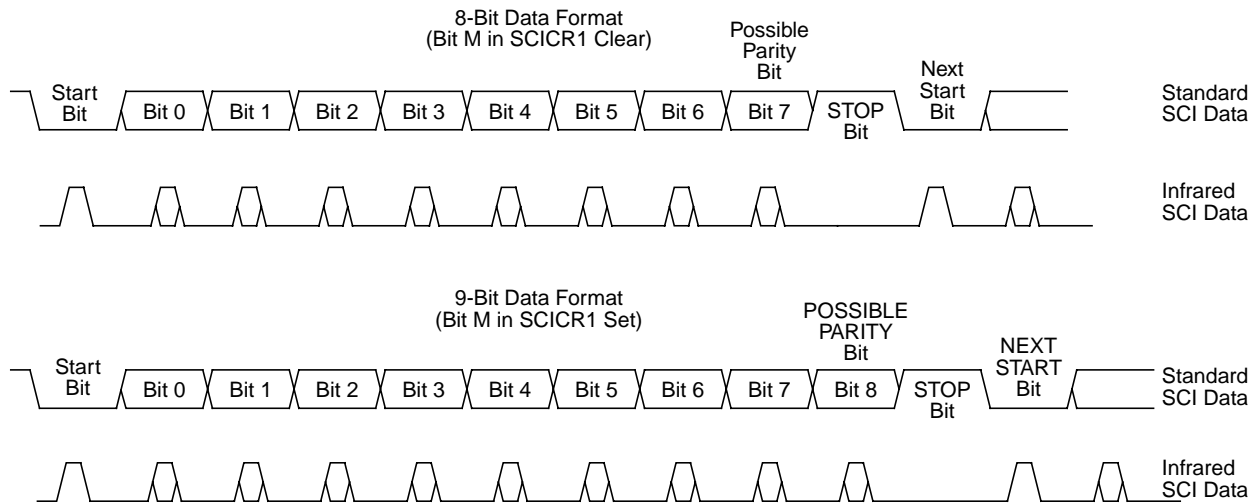 8-Bit Data Format
(Bit M in SCICR1 Clear)
Possible
Parity
Bit
Start
Bit
Bit 0
Bit 1
Bit 2
Bit 3
Bit 4
Bit 5
Bit 6
Bit 7
STOP
Bit
Next
Start
Bit
Standard
SCI Data
Infrared
SCI Data
9-Bit Data Format
(Bit M in SCICR1 Set)
POSSIBLE
PARITY
Bit
Start
Bit
Bit 0
Bit 1
Bit 2
Bit 3
Bit 4
Bit 5
Bit 6
Bit 7
Bit 8
STOP
Bit
NEXT
START
Bit
Standard
SCI Data
Infrared
SCI Data